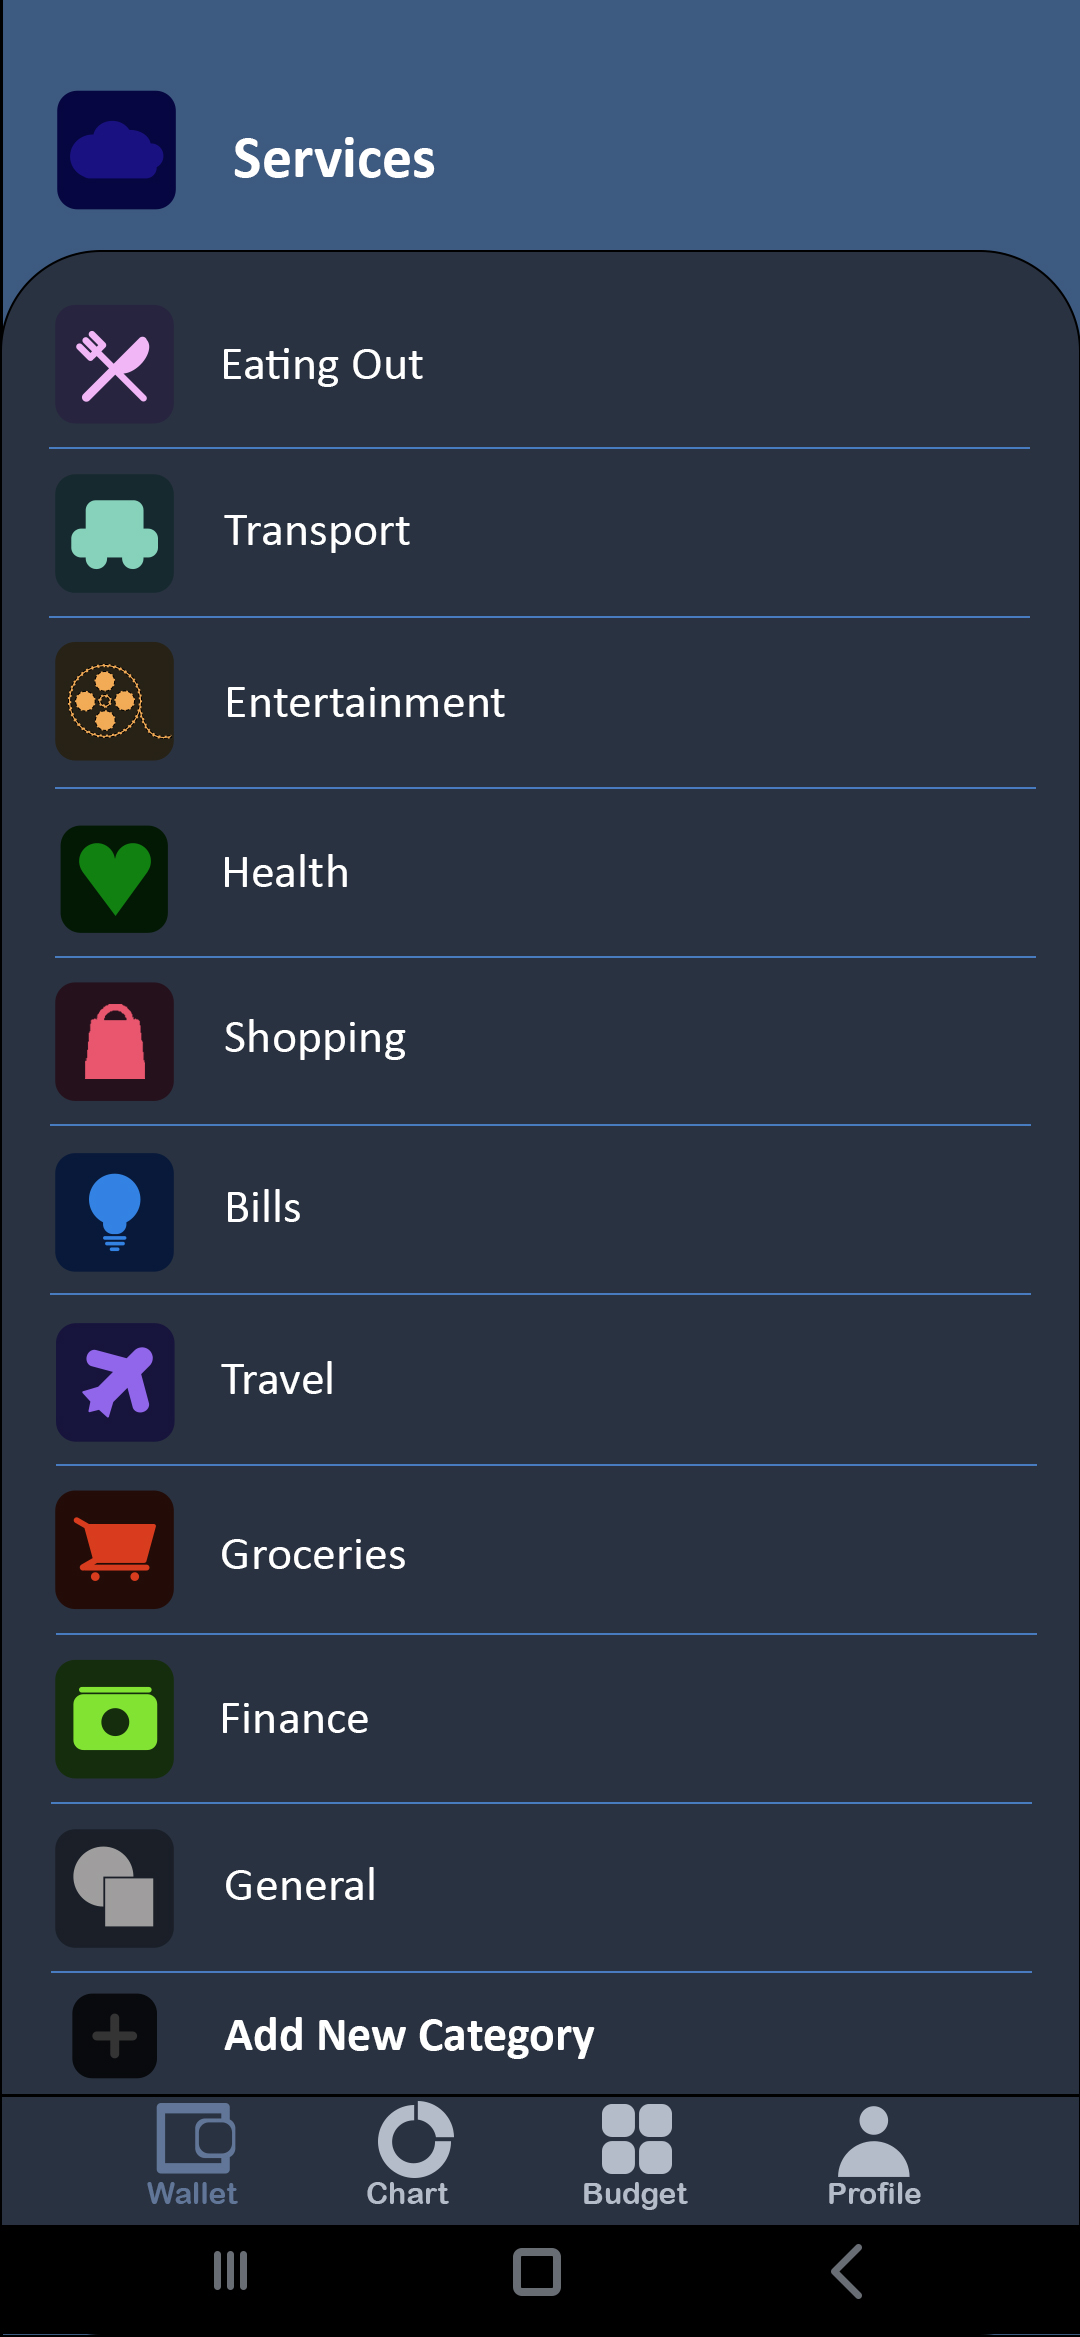 Services
Eating Out
Transport
Entertainment
Health
Shopping
Bills
Travel
Groceries
Finance
General
Add New Category
Wallet
Chart
Budget
Profile